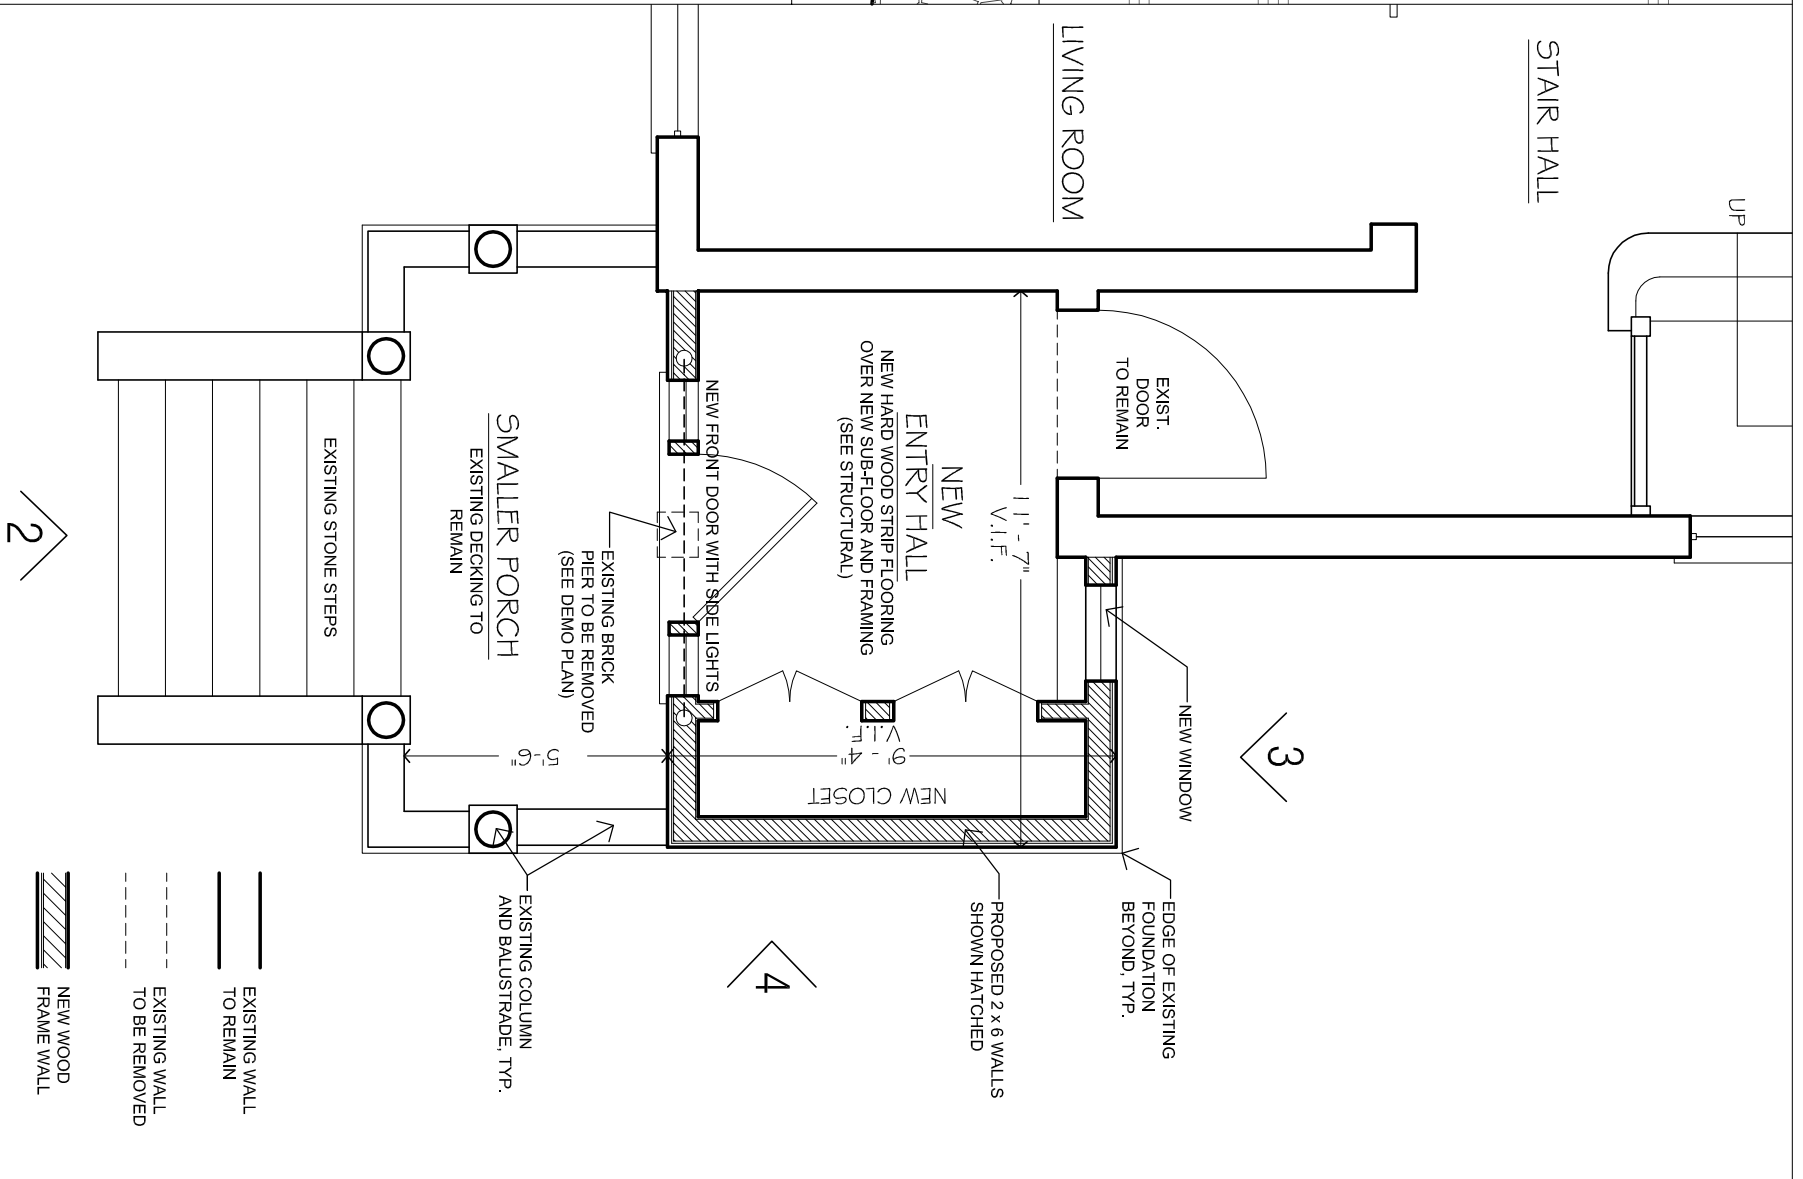 STAIR HALL
UP
LIVING ROOM
EXIST.
DOOR
TO REMAIN
11'-7"
V.I.F.
NEW
ENTRY HALL
NEW HARD WOOD STRIP FLOORING
OVER NEW SUB-FLOOR AND FRAMING
(SEE STRUCTURAL)
NEW FRONT DOOR WITH SIDE LIGHTS
EXISTING BRICK
PIER TO BE REMOVED
(SEE DEMO PLAN)
SMALLER PORCH
EXISTING DECKING TO
REMAIN
EXISTING STONE STEPS
2
3
NEW WINDOW
9'-4"
V.I.F.
5'-6"
NEW CLOSET
EDGE OF EXISTING
FOUNDATION
BEYOND, TYP.
PROPOSED 2 x 6 WALLS
SHOWN HATCHED
4
EXISTING COLUMN
AND BALUSTRADE, TYP.
EXISTING WALL
TO REMAIN
EXISTING WALL
TO BE REMOVED
NEW WOOD
FRAME WALL